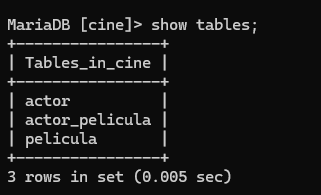 MariaDB [cine]> show tables;
+----------------+
| Tables_in_cine |
+----------------+
| actor          |
| actor_pelicula |
| pelicula       |
+----------------+
3 rows in set (0.005 sec)